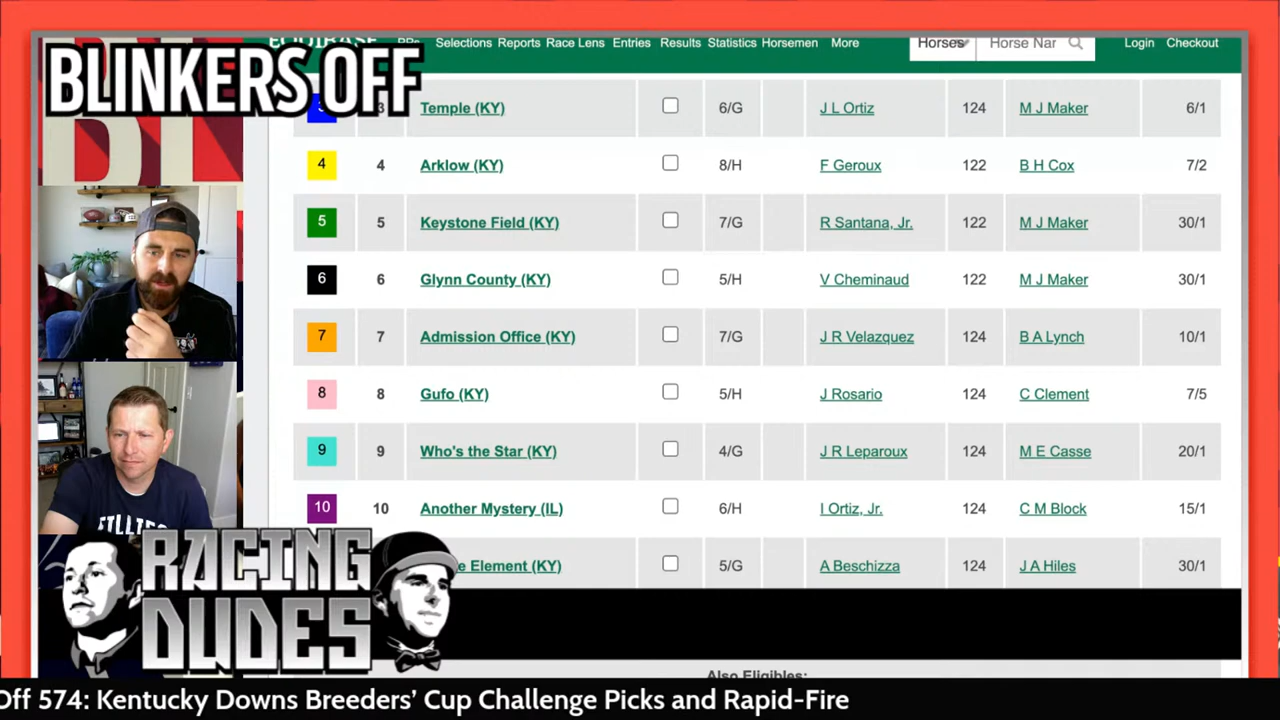 BLINKERS OFF
Selections Reports Race Lens Entries Results Statistics Horsemen More Horses Horse Nar Login Checkout
3 Temple (KY) 6/G J L Ortiz 124 M J Maker 6/1
4 4 Arklow (KY) 8/H F Geroux 122 B H Cox 7/2
5 5 Keystone Field (KY) 7/G R Santana, Jr. 122 M J Maker 30/1
6 6 Glynn County (KY) 5/H V Cheminaud 122 M J Maker 30/1
7 7 Admission Office (KY) 7/G J R Velazquez 124 B A Lynch 10/1
8 8 Gufo (KY) 5/H J Rosario 124 C Clement 7/5
9 9 Who's the Star (KY) 4/G J R Leparoux 124 M E Casse 20/1
10 10 Another Mystery (IL) 6/H I Ortiz, Jr. 124 C M Block 15/1
e Element (KY) 5/G A Beschizza 124 J A Hiles 30/1
RACING
DUDES
Also Eligibles:
Off 574: Kentucky Downs Breeders’ Cup Challenge Picks and Rapid-Fire